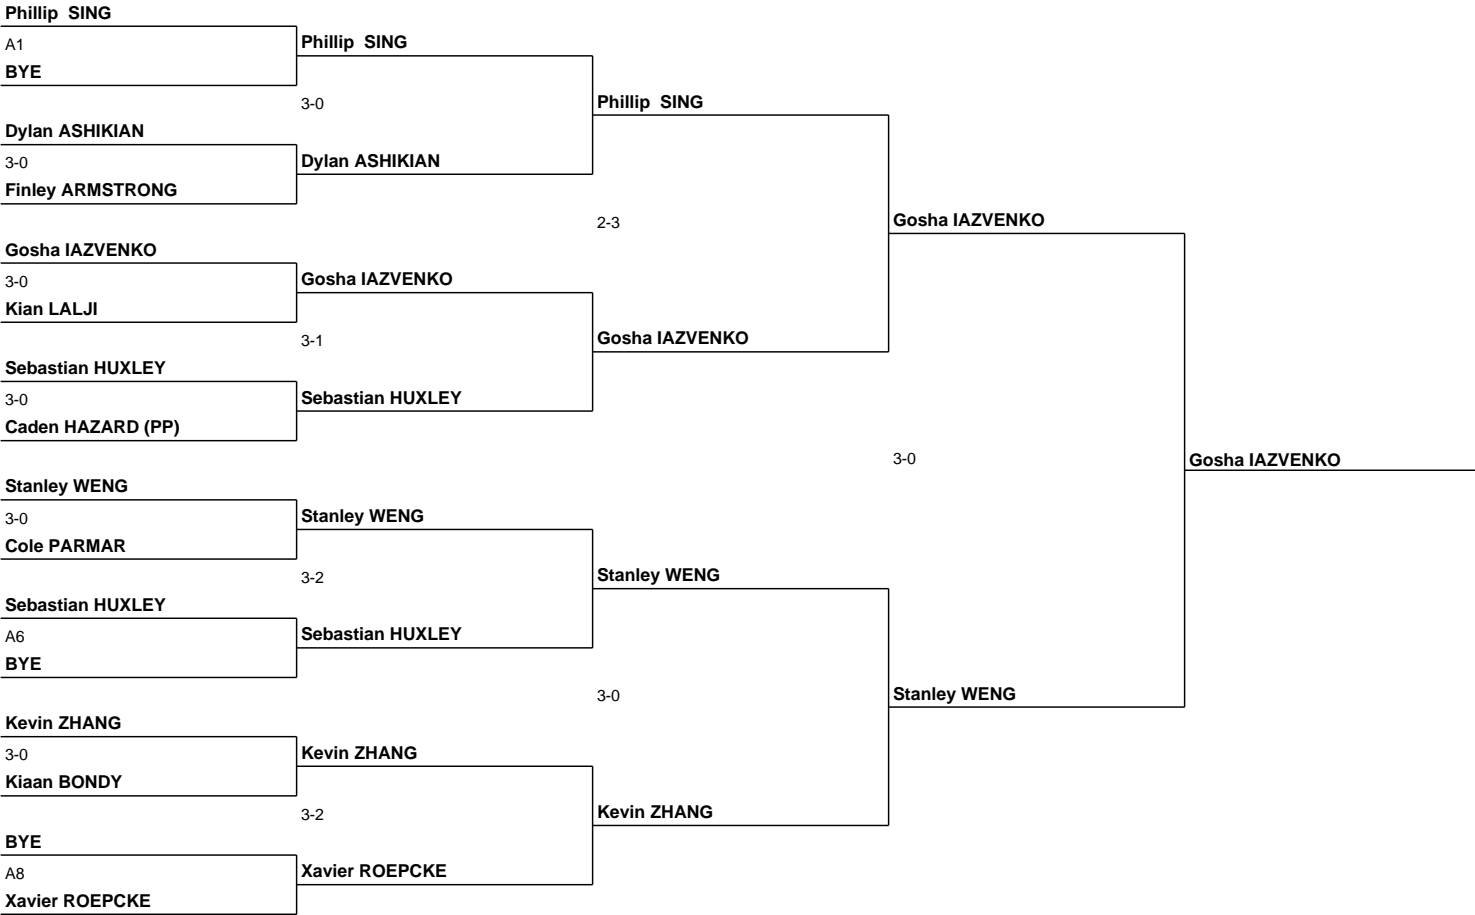 Phillip  SING
A1
BYE
Phillip  SING
3-0
Dylan ASHIKIAN
3-0
Finley ARMSTRONG
Dylan ASHIKIAN
Phillip  SING
2-3
Gosha IAZVENKO
3-0
Kian LALJI
Gosha IAZVENKO
3-1
Sebastian HUXLEY
3-0
Caden HAZARD (PP)
Sebastian HUXLEY
Gosha IAZVENKO
Gosha IAZVENKO
3-0
Gosha IAZVENKO
Stanley WENG
3-0
Cole PARMAR
Stanley WENG
3-2
Sebastian HUXLEY
A6
BYE
Sebastian HUXLEY
Stanley WENG
3-0
Stanley WENG
Kevin ZHANG
3-0
Kiaan BONDY
Kevin ZHANG
3-2
Kevin ZHANG
BYE
A8
Xavier ROEPCKE
Xavier ROEPCKE